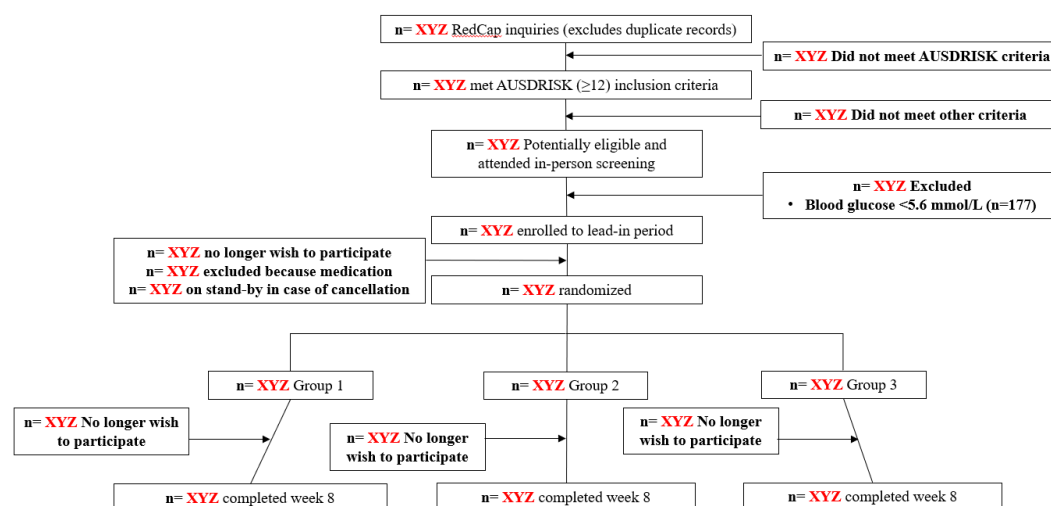 n= XYZ RedCap inquiries (excludes duplicate records)
n= XYZ Did not meet AUSDRISK criteria
n= XYZ met AUSDRISK (≥12) inclusion criteria
n= XYZ Did not meet other criteria
n= XYZ Potentially eligible and
attended in-person screening
n= XYZ Excluded
• Blood glucose <5.6 mmol/L (n=177)
n= XYZ enrolled to lead-in period
n= XYZ no longer wish to participate
n= XYZ excluded because medication
n= XYZ on stand-by in case of cancellation
n= XYZ randomized
n= XYZ Group 1
n= XYZ Group 2
n= XYZ Group 3
n= XYZ No longer wish
to participate
n= XYZ No longer
wish to participate
n= XYZ No longer
wish to participate
n= XYZ completed week 8
n= XYZ completed week 8
n= XYZ completed week 8